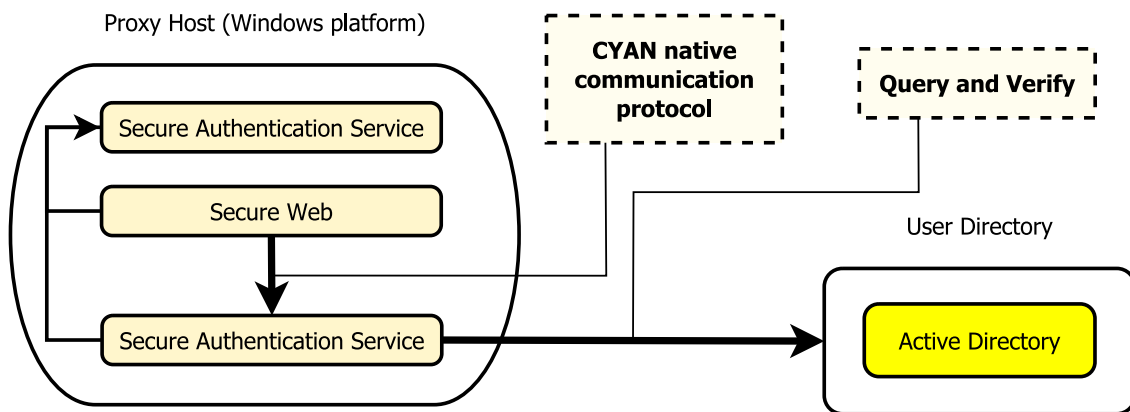 Proxy Host (Windows platform)
CYAN native
communication
protocol
Query and Verify
Secure Authentication Service
Secure Web
User Directory
Secure Authentication Service
Active Directory